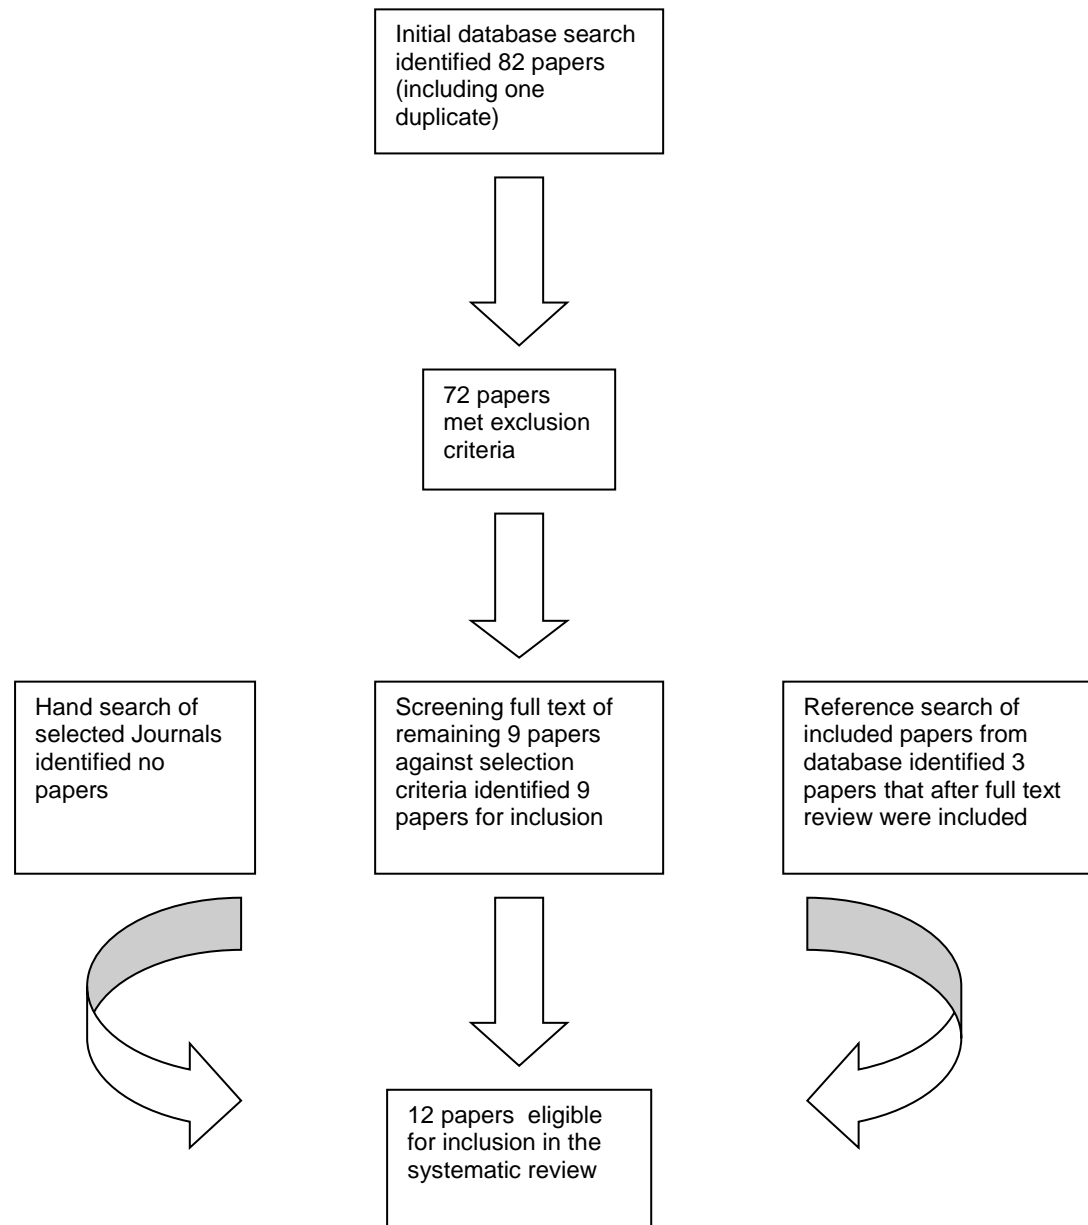 Initial database search
identified 82 papers
(including one
duplicate)
72 papers
met exclusion
criteria
Hand search of
selected Journals
identified no
papers
Screening full text of
remaining 9 papers
against selection
criteria identified 9
papers for inclusion
Reference search of
included papers from
database identified 3
papers that after full text
review were included
12 papers  eligible
for inclusion in the
systematic review